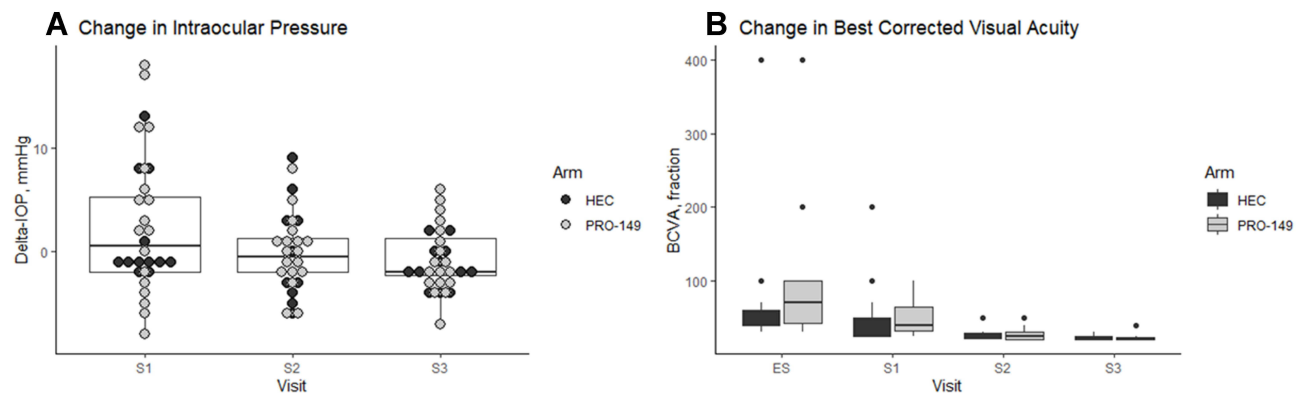 A Change in Intraocular Pressure
Delta-IOP, mmHg
10
0
S1 S2 S3
Visit
Arm
HEC
PRO-149
B Change in Best Corrected Visual Acuity
BCVA, fraction
400
300
200
100
ES S1 S2 S3
Visit
Arm
HEC
PRO-149